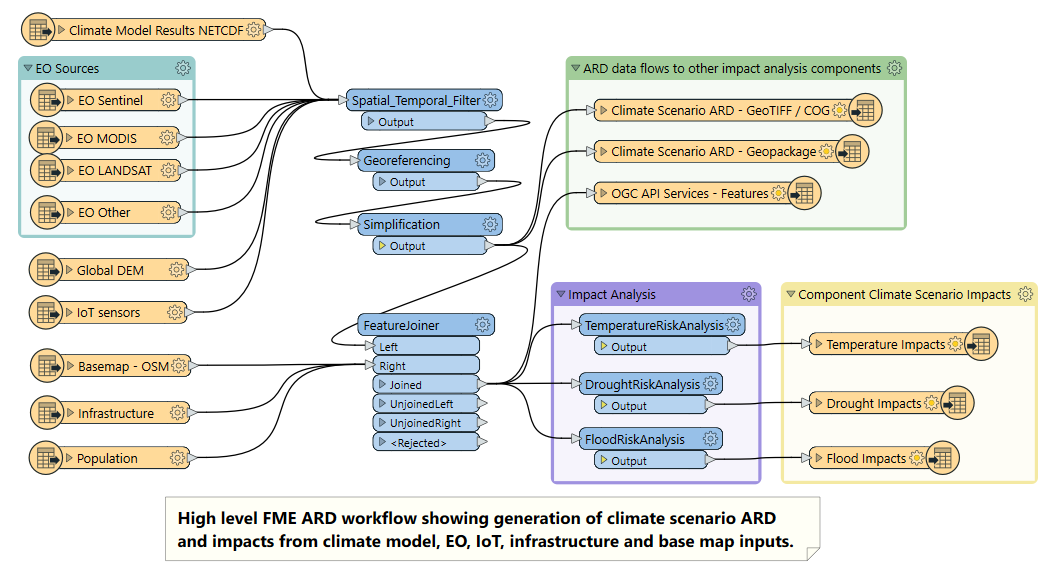 Climate Model Results NETCDF
EO Sources
EO Sentinel
EO MODIS
EO LANDSAT
EO Other
Global DEM
IoT sensors
Basemap - OSM
Infrastructure
Population
Spatial_Temporal_Filter
Output
Georeferencing
Output
Simplification
Output
FeatureJoiner
Left
Right
Joined
UnjoinedLeft
UnjoinedRight
<Rejected>
ARD data flows to other impact analysis components
Climate Scenario ARD - GeoTIFF / COG
Climate Scenario ARD - Geopackage
OGC API Services - Features
Impact Analysis
TemperatureRiskAnalysis
Output
DroughtRiskAnalysis
Output
FloodRiskAnalysis
Output
Component Climate Scenario Impacts
Temperature Impacts
Drought Impacts
Flood Impacts
High level FME ARD workflow showing generation of climate scenario ARD
and impacts from climate model, EO, IoT, infrastructure and base map inputs.